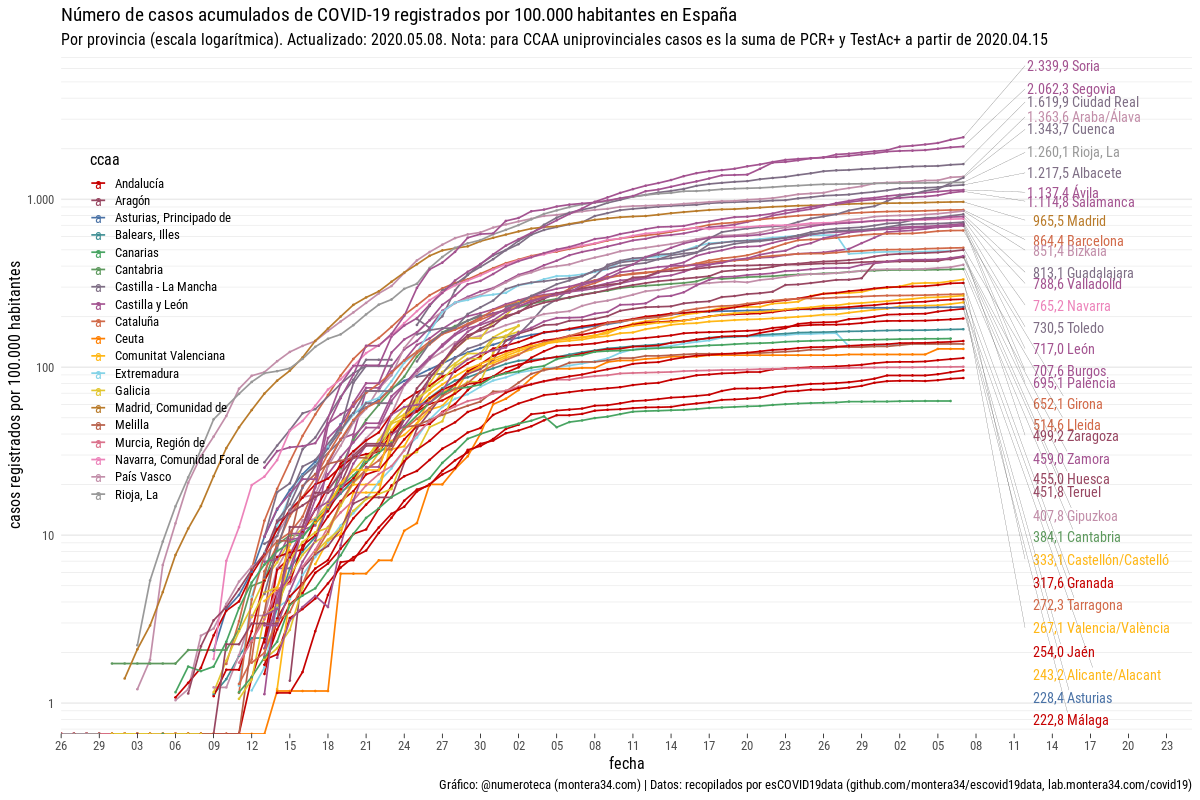 Número de casos acumulados de COVID-19 registrados por 100.000 habitantes en España
Por provincia (escala logarítmica). Actualizado: 2020.05.08. Nota: para CCAA uniprovinciales casos es la suma de PCR+ y TestAc+ a partir de 2020.04.15
casos registrados por 100.000 habitantes
1.000
100
10
1
ccaa
Andalucía
Aragón
Asturias, Principado de
Balears, Illes
Canarias
Cantabria
Castilla - La Mancha
Castilla y León
Cataluña
Ceuta
Comunitat Valenciana
Extremadura
Galicia
Madrid, Comunidad de
Melilla
Murcia, Región de
Navarra, Comunidad Foral de
País Vasco
Rioja, La
2.339,9 Soria
2.062,3 Segovia
1.619,9 Ciudad Real
1.363,6 Araba/Álava
1.343,7 Cuenca
1.260,1 Rioja, La
1.217,5 Albacete
1.137,4 Ávila
1.114,8 Salamanca
965,5 Madrid
864,4 Barcelona
851,4 Bizkaia
813,1 Guadalajara
788,6 Valladolid
765,2 Navarra
730,5 Toledo
717,0 León
707,6 Burgos
695,1 Palencia
652,1 Girona
514,6 Lleida
499,2 Zaragoza
459,0 Zamora
455,0 Huesca
451,8 Teruel
407,8 Gipuzkoa
384,1 Cantabria
333,1 Castellón/Castelló
317,6 Granada
272,3 Tarragona
267,1 Valencia/València
254,0 Jaén
243,2 Alicante/Alacant
228,4 Asturias
222,8 Málaga
26 29 03 06 09 12 15 18 21 24 27 30 02 05 08 11 14 17 20 23 26 29 02 05 08 11 14 17 20 23
fecha
Gráfico: @numeroteca (montera34.com) | Datos: recopilados por esCOVID19data (github.com/montera34/escovid19data, lab.montera34.com/covid19)